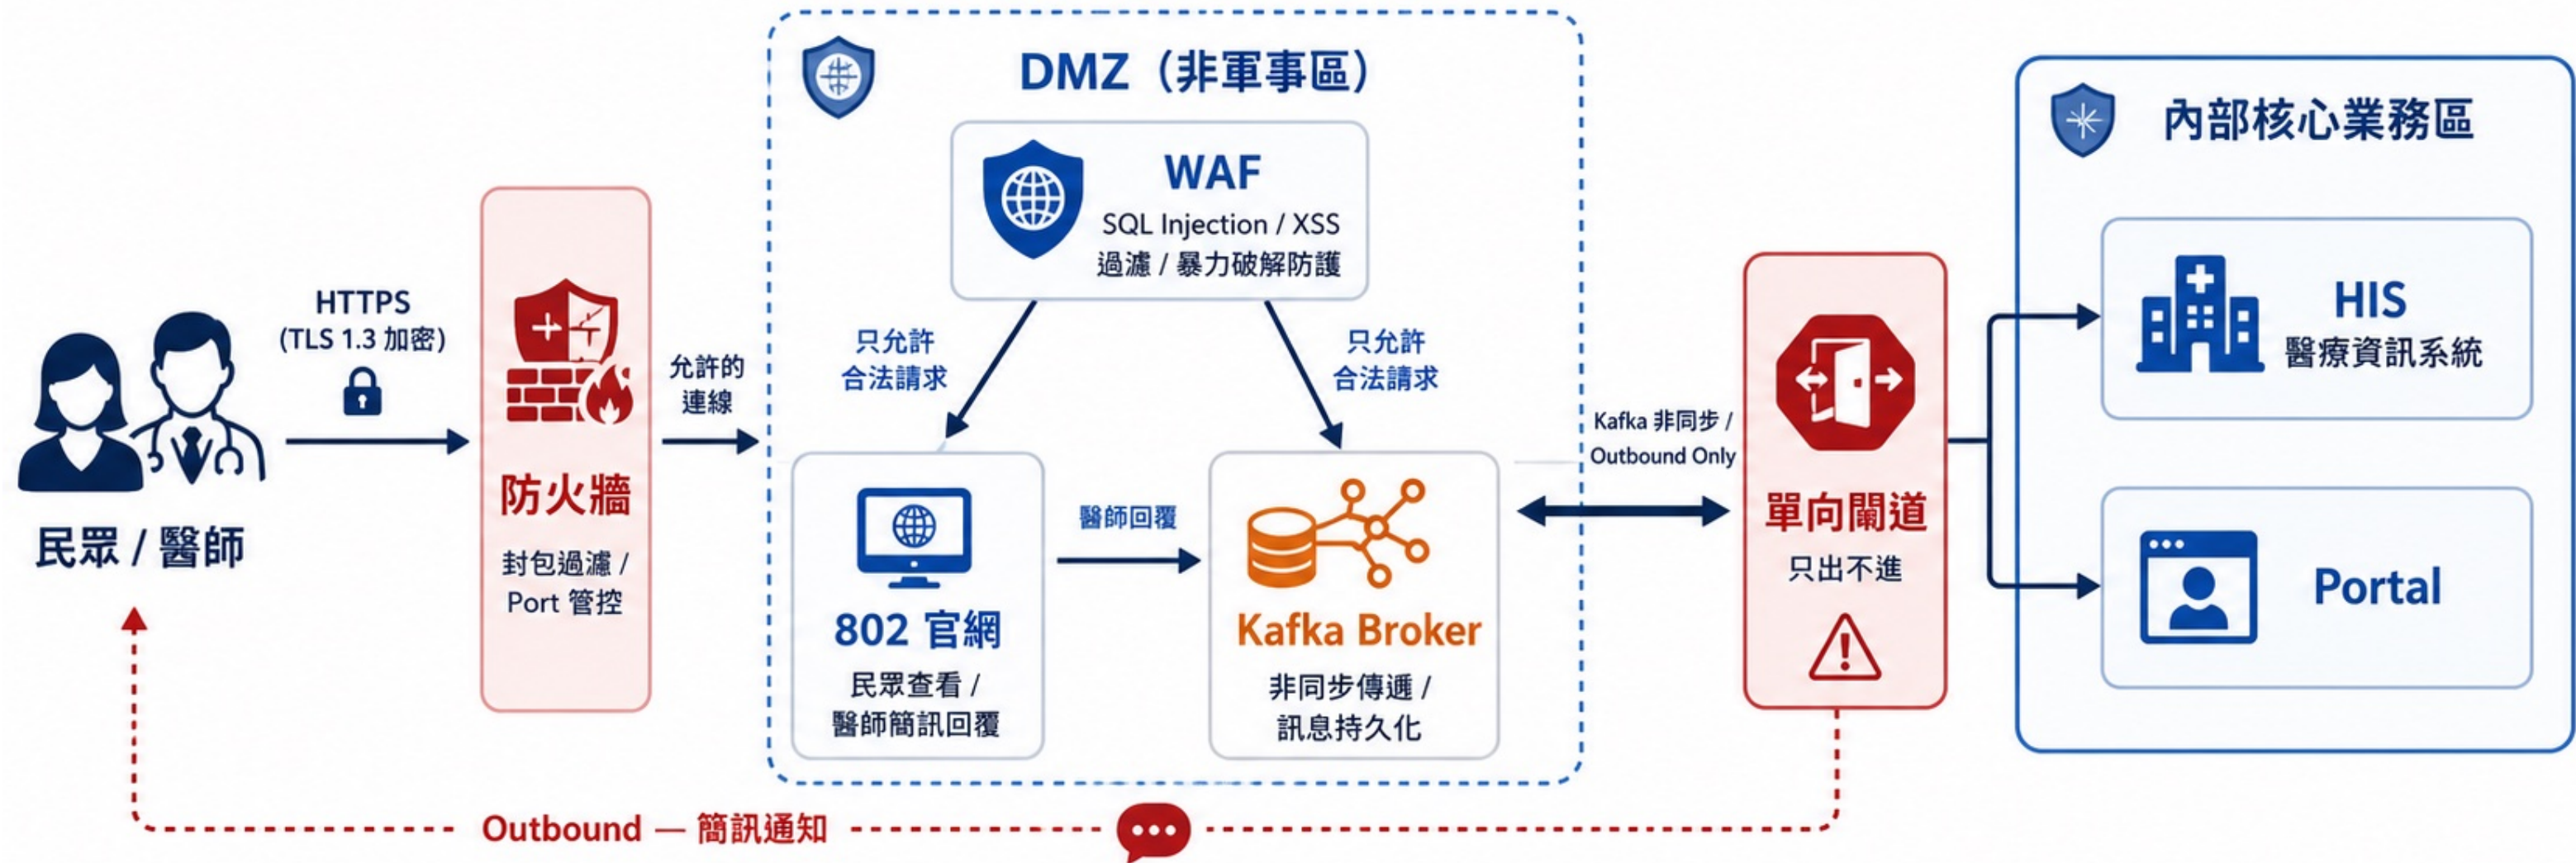 民眾 / 醫師
HTTPS
(TLS 1.3 加密)
防火牆
封包過濾 /
Port 管控
允許的
連線
DMZ（非軍事區）
WAF
SQL Injection / XSS
過濾 / 暴力破解防護
只允許
合法請求
只允許
合法請求
802 官網
民眾查看 /
醫師簡訊回覆
醫師回覆
Kafka Broker
非同步傳遞 /
訊息持久化
Kafka 非同步 /
Outbound Only
單向閘道
只出不進
內部核心業務區
HIS
醫療資訊系統
Portal
Outbound — 簡訊通知